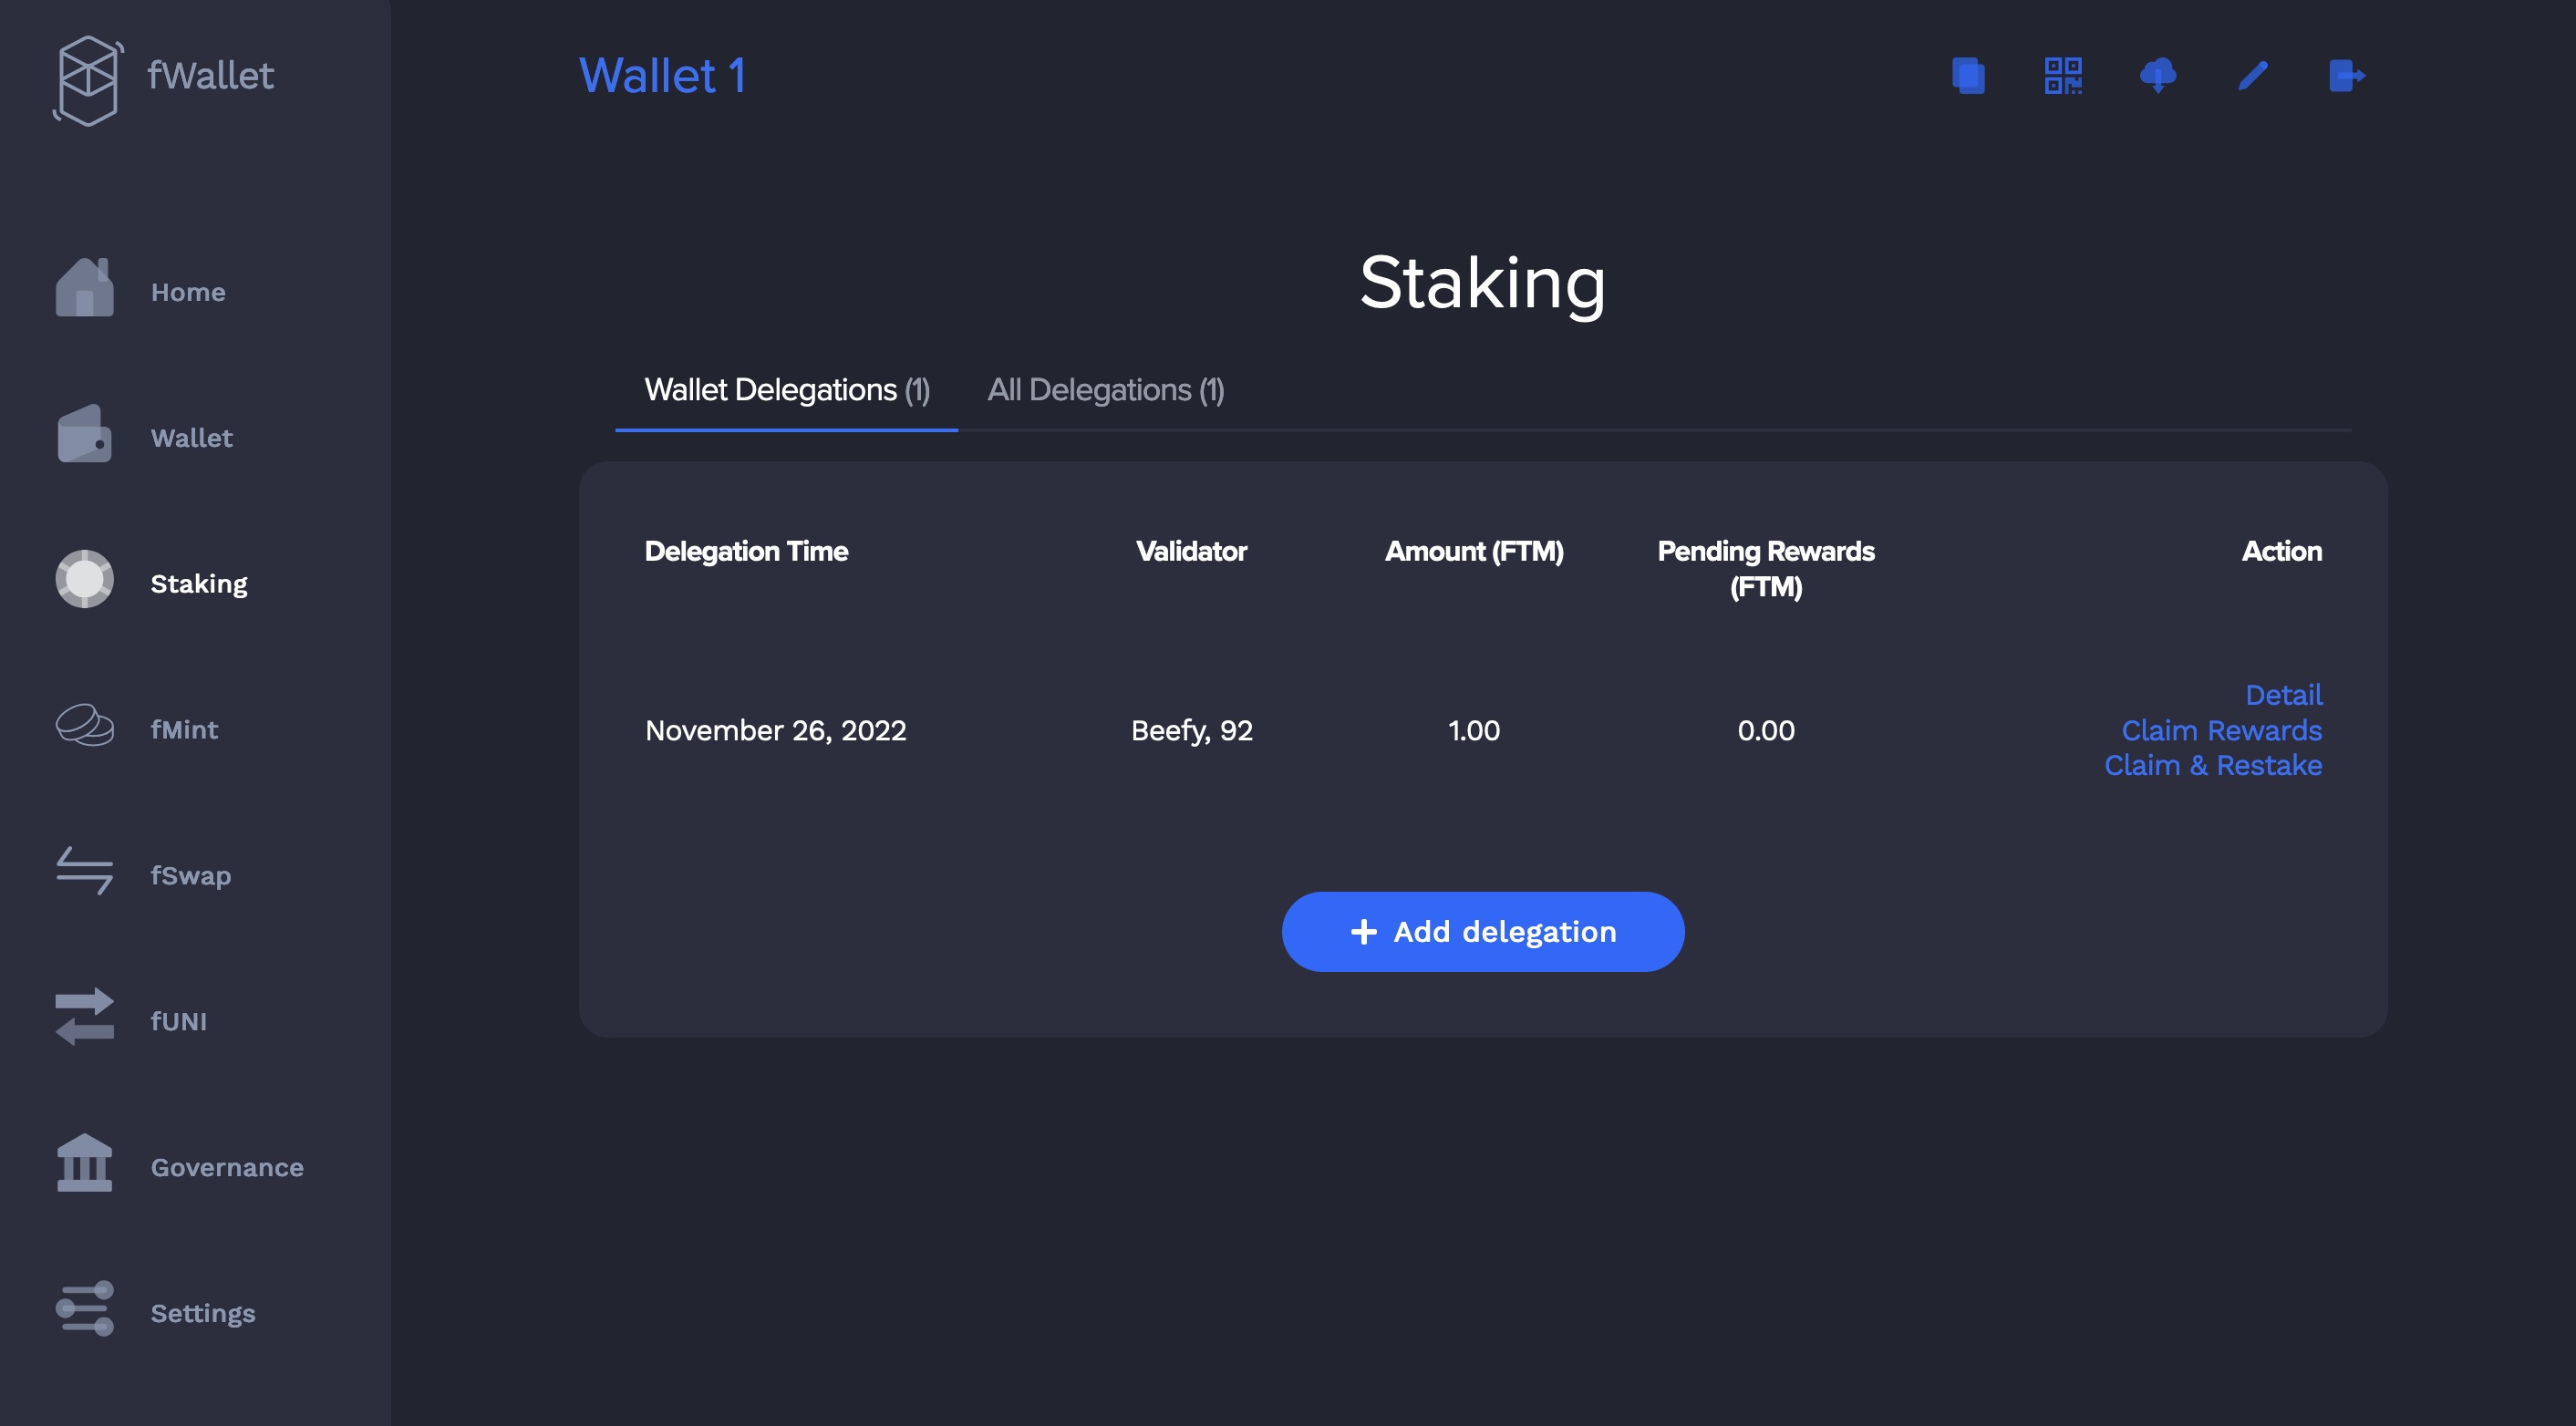 fWallet
Home
Wallet
Staking
fMint
fSwap
fUNI
Governance
Settings
Wallet 1
Staking
Wallet Delegations (1)
All Delegations (1)
Delegation Time
Validator
Amount (FTM)
Pending Rewards
(FTM)
Action
November 26, 2022
Beefy, 92
1.00
0.00
Detail
Claim Rewards
Claim & Restake
Add delegation